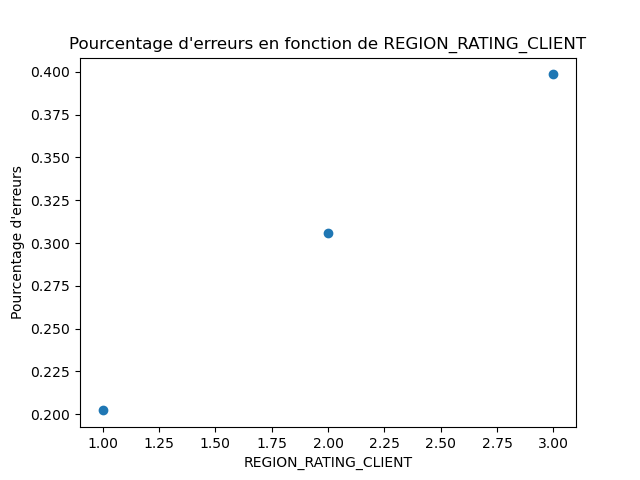 Pourcentage d'erreurs en fonction de REGION_RATING_CLIENT
0.400
0.375
0.350
0.325
0.300
0.275
0.250
0.225
0.200
Pourcentage d'erreurs
1.00 1.25 1.50 1.75 2.00 2.25 2.50 2.75 3.00
REGION_RATING_CLIENT